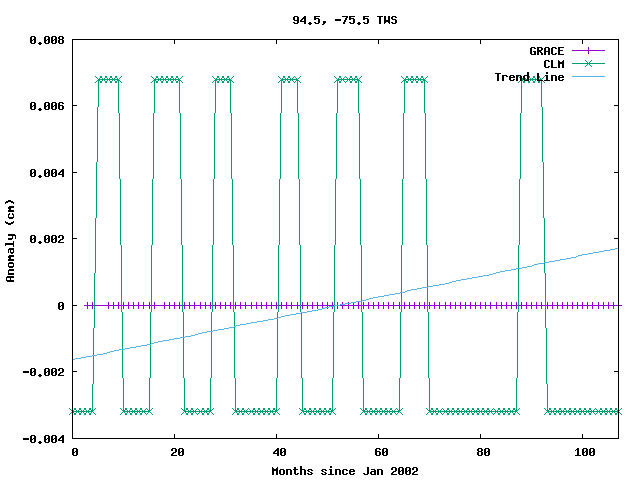 94.5, -75.5 TWS
0.008
0.006
0.004
0.002
0
-0.002
-0.004
Anomaly (cm)
GRACE
CLM
Trend Line
0 20 40 60 80 100
Months since Jan 2002